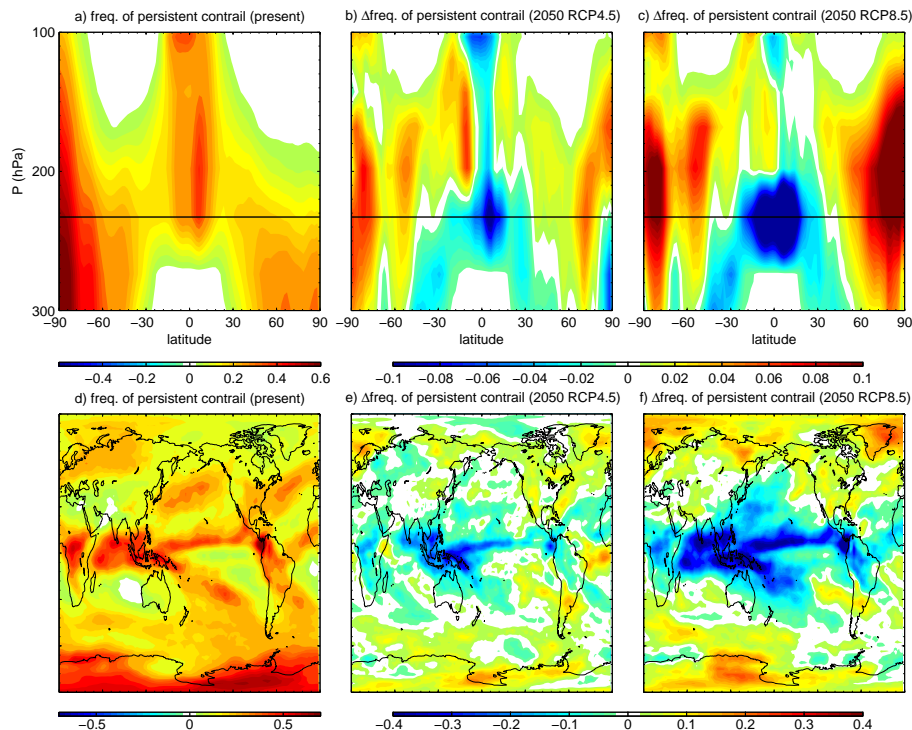 a) freq. of persistent contrail (present)
b) Δfreq. of persistent contrail (2050 RCP4.5)
c) Δfreq. of persistent contrail (2050 RCP8.5)
100
200
300
P (hPa)
−90 −60 −30 0 30 60 90
latitude
−90 −60 −30 0 30 60 90
latitude
−90 −60 −30 0 30 60 90
latitude
−0.4 −0.2 0 0.2 0.4 0.6
−0.1 −0.08 −0.06 −0.04 −0.02 0 0.02 0.04 0.06 0.08 0.1
d) freq. of persistent contrail (present)
e) Δfreq. of persistent contrail (2050 RCP4.5)
f) Δfreq. of persistent contrail (2050 RCP8.5)
−0.5 0 0.5
−0.4 −0.3 −0.2 −0.1 0 0.1 0.2 0.3 0.4